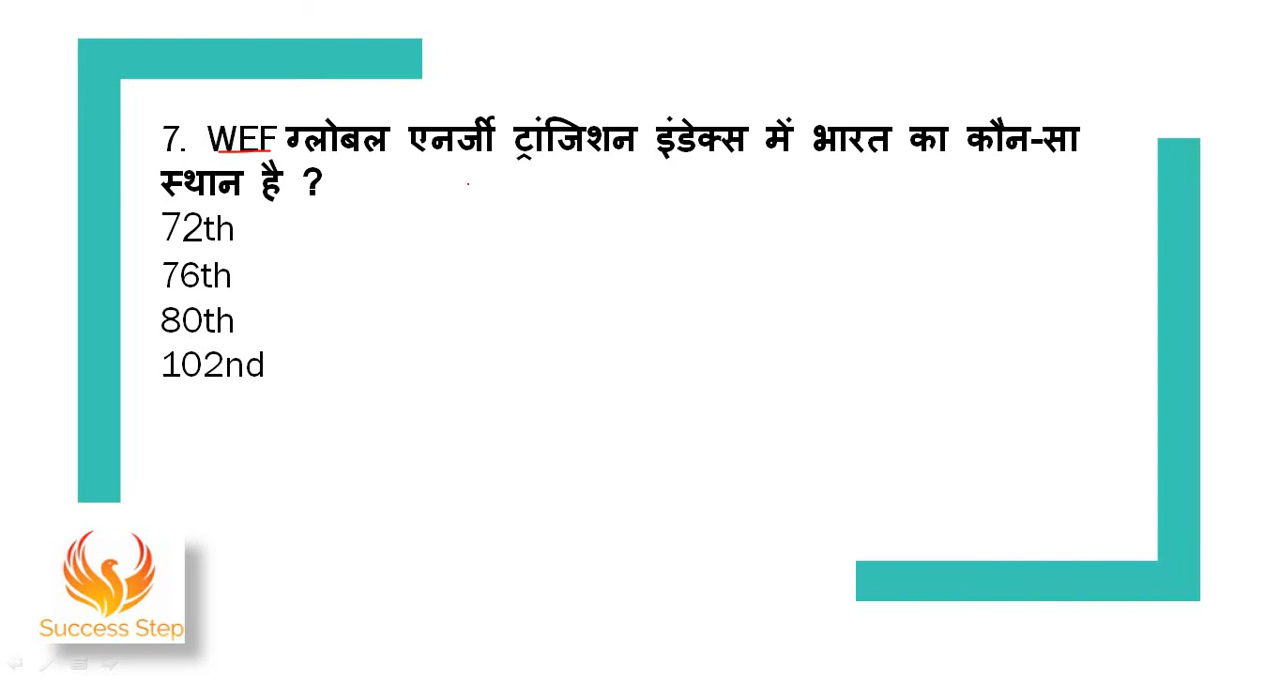 7. WEF ग्लोबल एनर्जी ट्रांजिशन इंडेक्स में भारत का कौन-सा
स्थान है ?
72th
76th
80th
102nd
Success Step